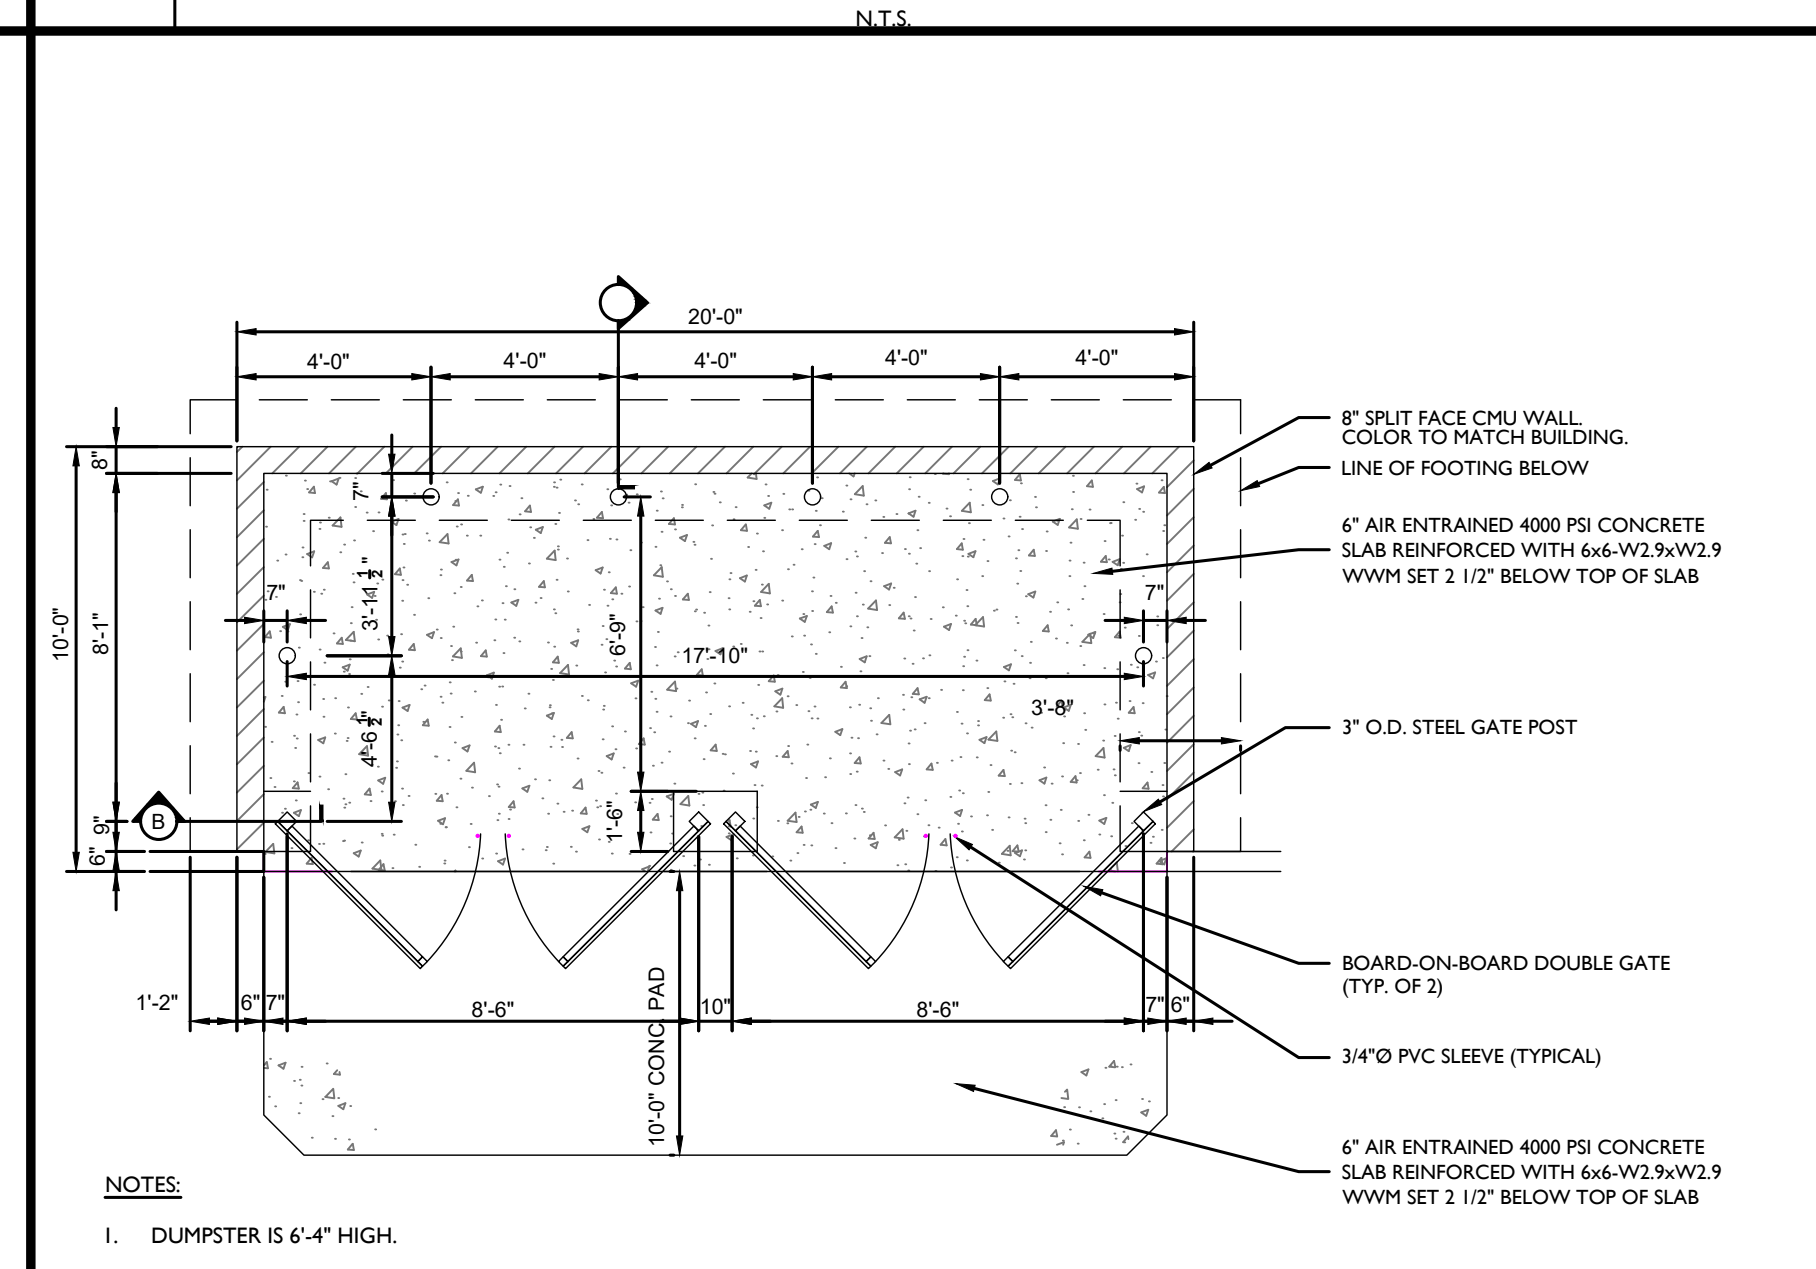 N.T.S.
20'-0"
4'-0" 4'-0" 4'-0" 4'-0" 4'-0"
8" SPLIT FACE CMU WALL.
COLOR TO MATCH BUILDING.
LINE OF FOOTING BELOW
6" AIR ENTRAINED 4000 PSI CONCRETE
SLAB REINFORCED WITH 6x6-W2.9xW2.9
WWM SET 2 1/2" BELOW TOP OF SLAB
8"
7"
3'-11 1/2"
7"
7"
10'-0"
8'-1"
6'-9"
17'-10"
3'-8"
4'-6 1/2"
3" O.D. STEEL GATE POST
B
9"
6"
1'-6"
BOARD-ON-BOARD DOUBLE GATE
(TYP. OF 2)
1'-2" 6" 7" 8'-6" 10" 8'-6" 7" 6"
10'-0" CONC. PAD
3/4"Ø PVC SLEEVE (TYPICAL)
6" AIR ENTRAINED 4000 PSI CONCRETE
SLAB REINFORCED WITH 6x6-W2.9xW2.9
WWM SET 2 1/2" BELOW TOP OF SLAB
NOTES:
1. DUMPSTER IS 6'-4" HIGH.